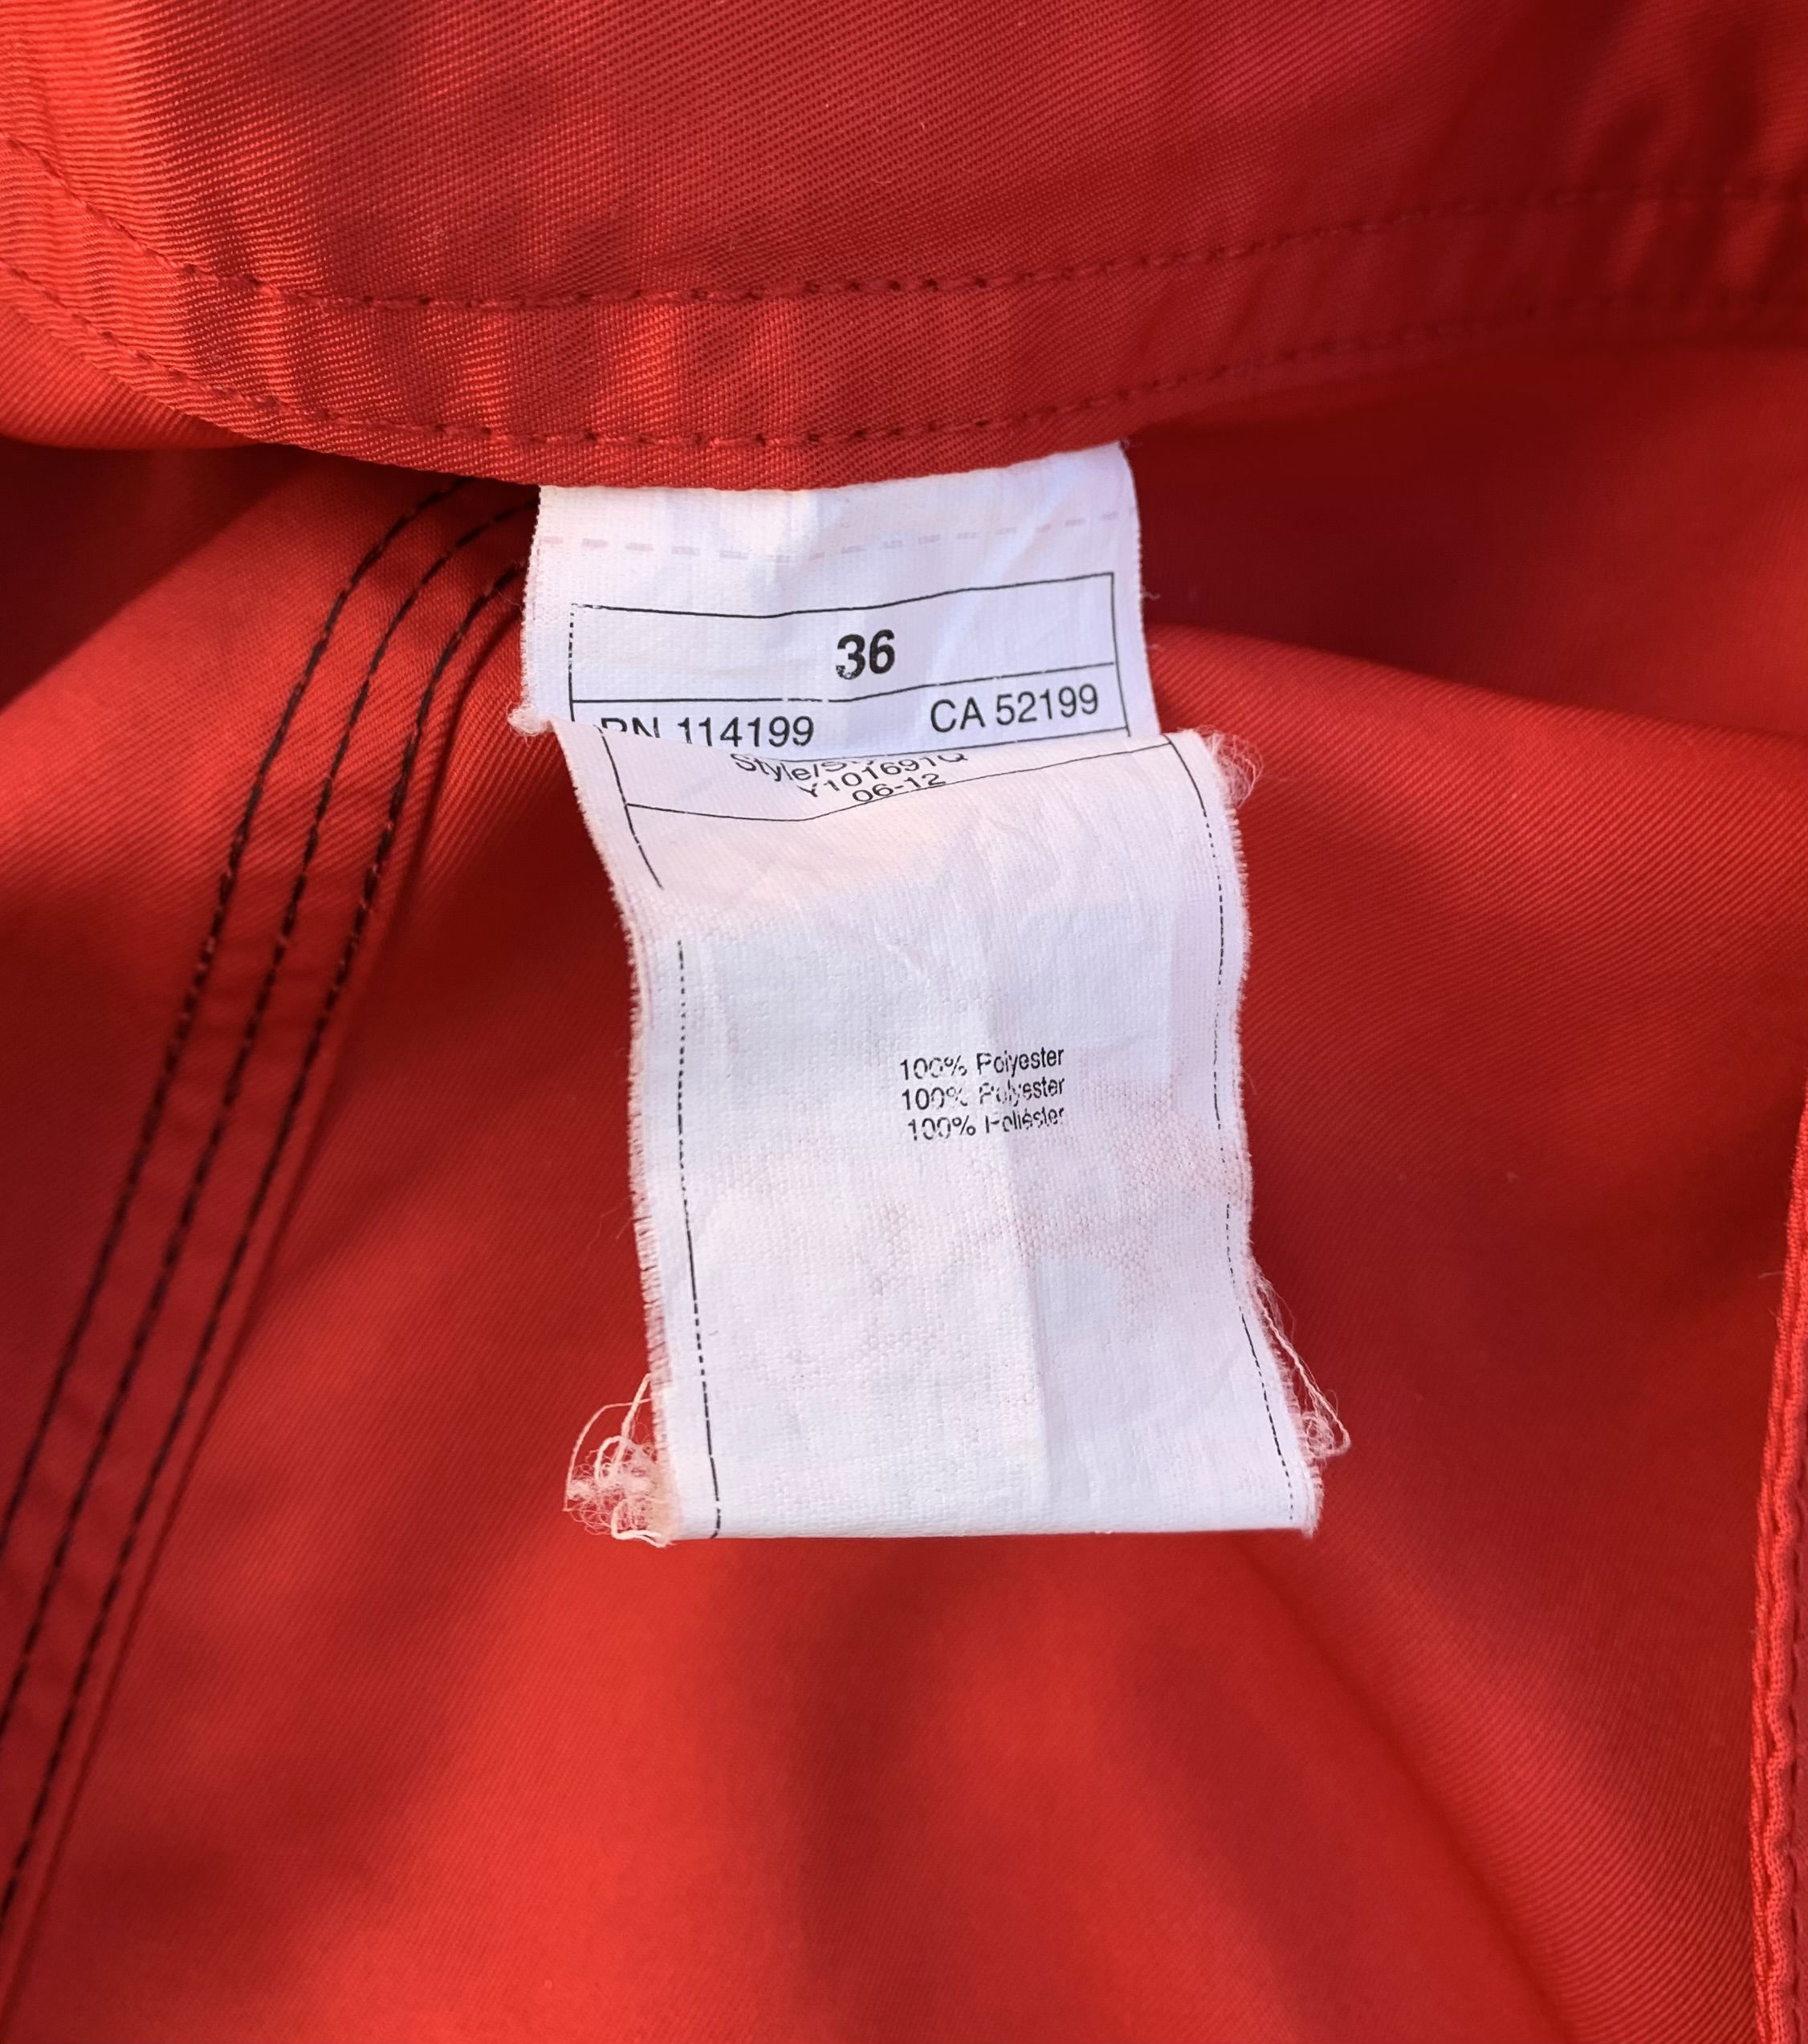 36
RN 114199 CA 52199
Y101691Q
06-12
100% Polyester
100% Polyester
100% Poliéster